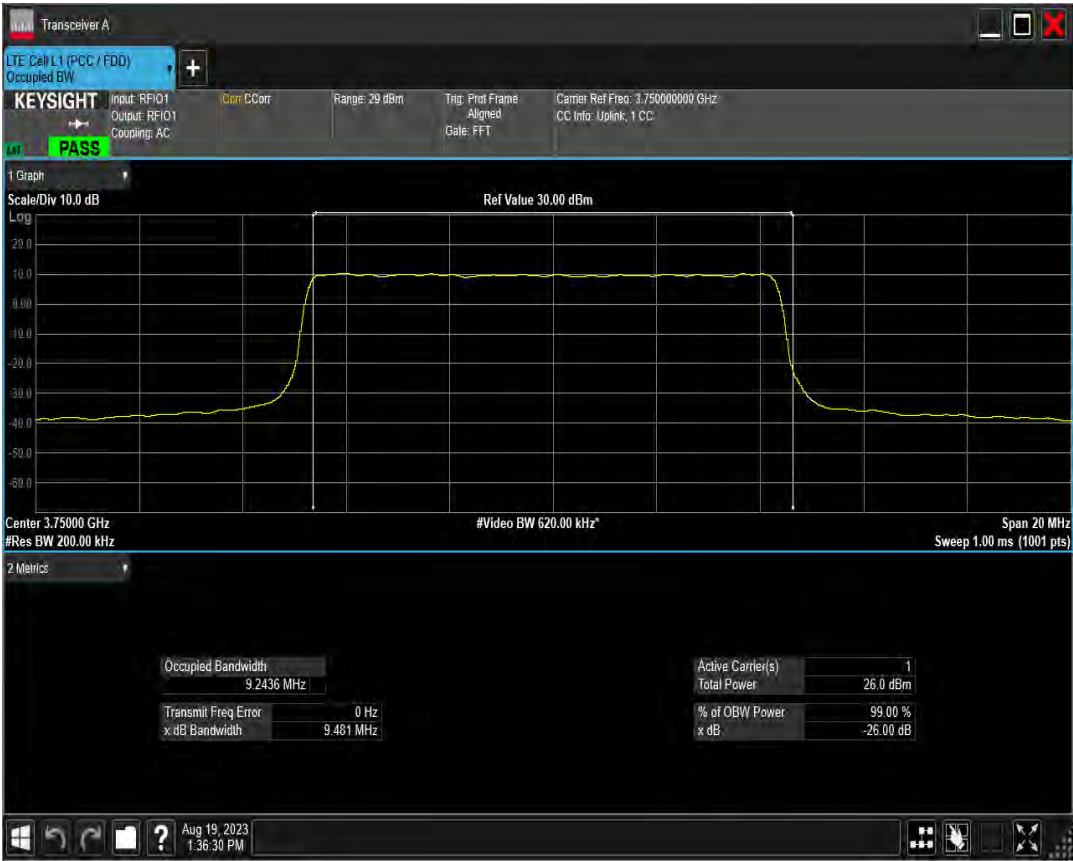 Transceiver A
LTE Cell L1 (PCC / FDD)
Occupied BW
+
KEYSIGHT
Input: RFIO1
Output: RFIO1
Coupling: AC
Corr CCorr
Range: 29 dBm
Trig: Prot Frame
Aligned
Gate: FFT
Carrier Ref Freq: 3.750000000 GHz
CC Info: Uplink, 1 CC
PASS
1 Graph
Scale/Div 10.0 dB
Ref Value 30.00 dBm
Log
20.0
10.0
0.00
-10.0
-20.0
-30.0
-40.0
-50.0
-60.0
Center 3.75000 GHz
#Video BW 620.00 kHz*
Span 20 MHz
#Res BW 200.00 kHz
Sweep 1.00 ms (1001 pts)
2 Metrics
Occupied Bandwidth
9.2436 MHz
Transmit Freq Error 0 Hz
x dB Bandwidth 9.481 MHz
Active Carrier(s) 1
Total Power 26.0 dBm
% of OBW Power 99.00 %
x dB -26.00 dB
?
Aug 19, 2023
1:36:30 PM